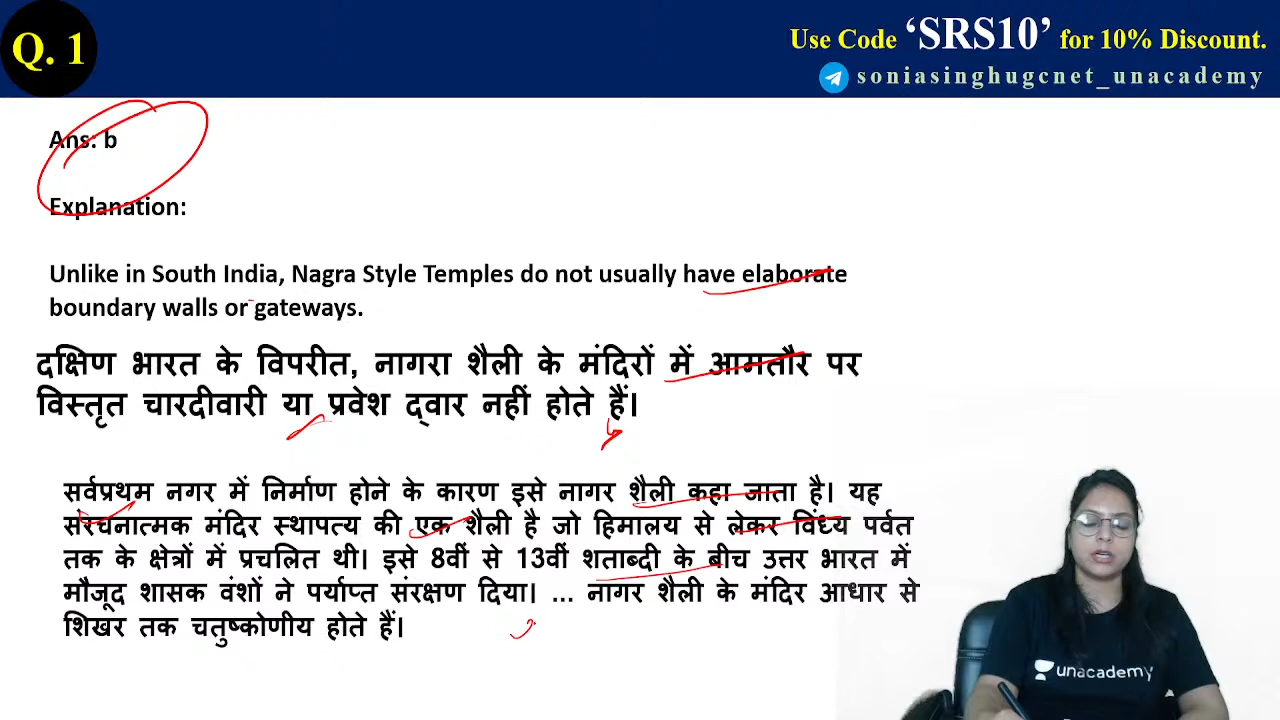 Q. 1
Use Code ‘SRS10’ for 10% Discount.
soniasinghugcnet_unacademy
Ans: b
Explanation:
Unlike in South India, Nagra Style Temples do not usually have elaborate
boundary walls or gateways.
दक्षिण भारत के विपरीत, नागरा शैली के मंदिरों में आमतौर पर
विस्तृत चारदीवारी या प्रवेश द्वार नहीं होते हैं।
सर्वप्रथम नगर में निर्माण होने के कारण इसे नागर शैली कहा जाता है। यह
संरचनात्मक मंदिर स्थापत्य की एक शैली है जो हिमालय से लेकर विंध्य पर्वत
तक के क्षेत्रों में प्रचलित थी। इसे 8वीं से 13वीं शताब्दी के बीच उत्तर भारत में
मौजूद शासक वंशों ने पर्याप्त संरक्षण दिया। ... नागर शैली के मंदिर आधार से
शिखर तक चतुष्कोणीय होते हैं।
unacademy